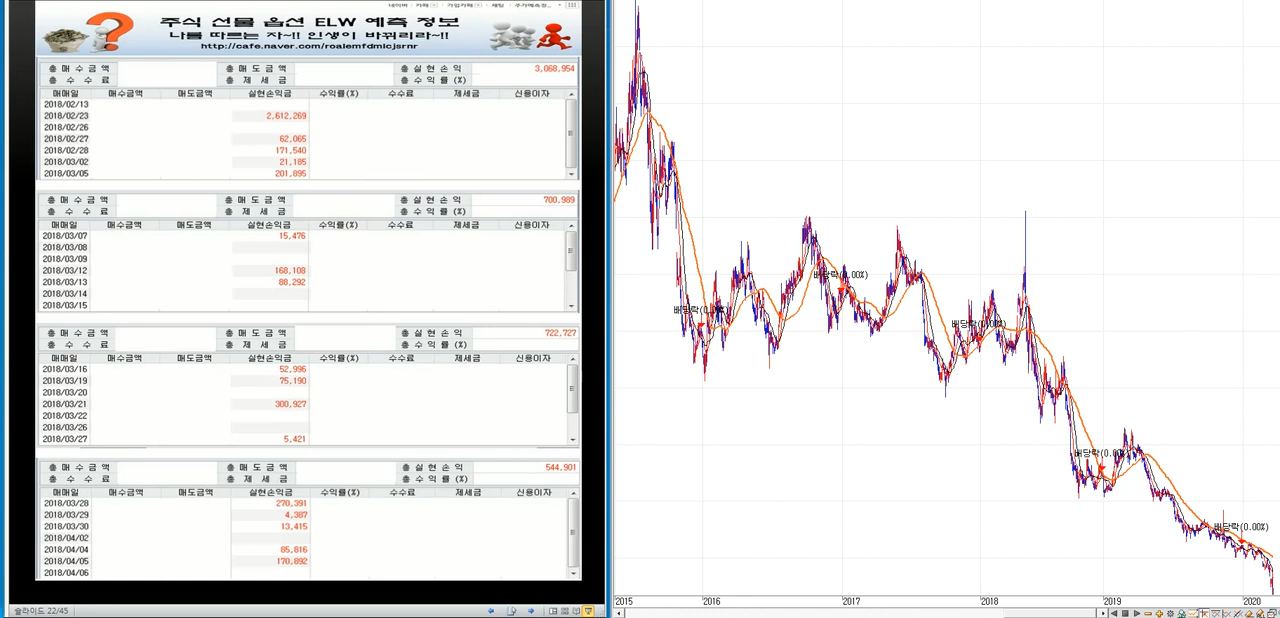 네이버 카페 가입카페 채팅
주식 선물 옵션 ELW 예측 정보
나를 따르는 자~!! 인생이 바뀌리라~!!
http://cafe.naver.com/roalemfdmlcjsrnr
총 매 수 금 액 총 매 도 금 액 총 실 현 손 익 3,068,954
총 수 수 료 총 제 세 금 총 수 익 률 (%)
매매일 매수금액 매도금액 실현손익금 수익률(%) 수수료 제세금 신용이자
2018/02/13
2018/02/23 2,612,269
2018/02/26
2018/02/27 62,065
2018/02/28 171,540
2018/03/02 21,185
2018/03/05 201,895
총 매 수 금 액 총 매 도 금 액 총 실 현 손 익 700,989
총 수 수 료 총 제 세 금 총 수 익 률 (%)
매매일 매수금액 매도금액 실현손익금 수익률(%) 수수료 제세금 신용이자
2018/03/07 15,476
2018/03/08
2018/03/09
2018/03/12 168,108
2018/03/13 88,292
2018/03/14
2018/03/15
총 매 수 금 액 총 매 도 금 액 총 실 현 손 익 722,727
총 수 수 료 총 제 세 금 총 수 익 률 (%)
매매일 매수금액 매도금액 실현손익금 수익률(%) 수수료 제세금 신용이자
2018/03/16 52,996
2018/03/19 75,190
2018/03/20
2018/03/21 300,927
2018/03/22
2018/03/26
2018/03/27 5,421
총 매 수 금 액 총 매 도 금 액 총 실 현 손 익 544,901
총 수 수 료 총 제 세 금 총 수 익 률 (%)
매매일 매수금액 매도금액 실현손익금 수익률(%) 수수료 제세금 신용이자
2018/03/28 270,391
2018/03/29 4,387
2018/03/30 13,415
2018/04/02
2018/04/04 85,816
2018/04/05 170,892
2018/04/06
슬라이드 22/45
배당락(0.00%)
배당락(0.00%)
배당락(0.00%)
배당락(0.00%)
배당락(0.00%)
2015 2016 2017 2018 2019 2020